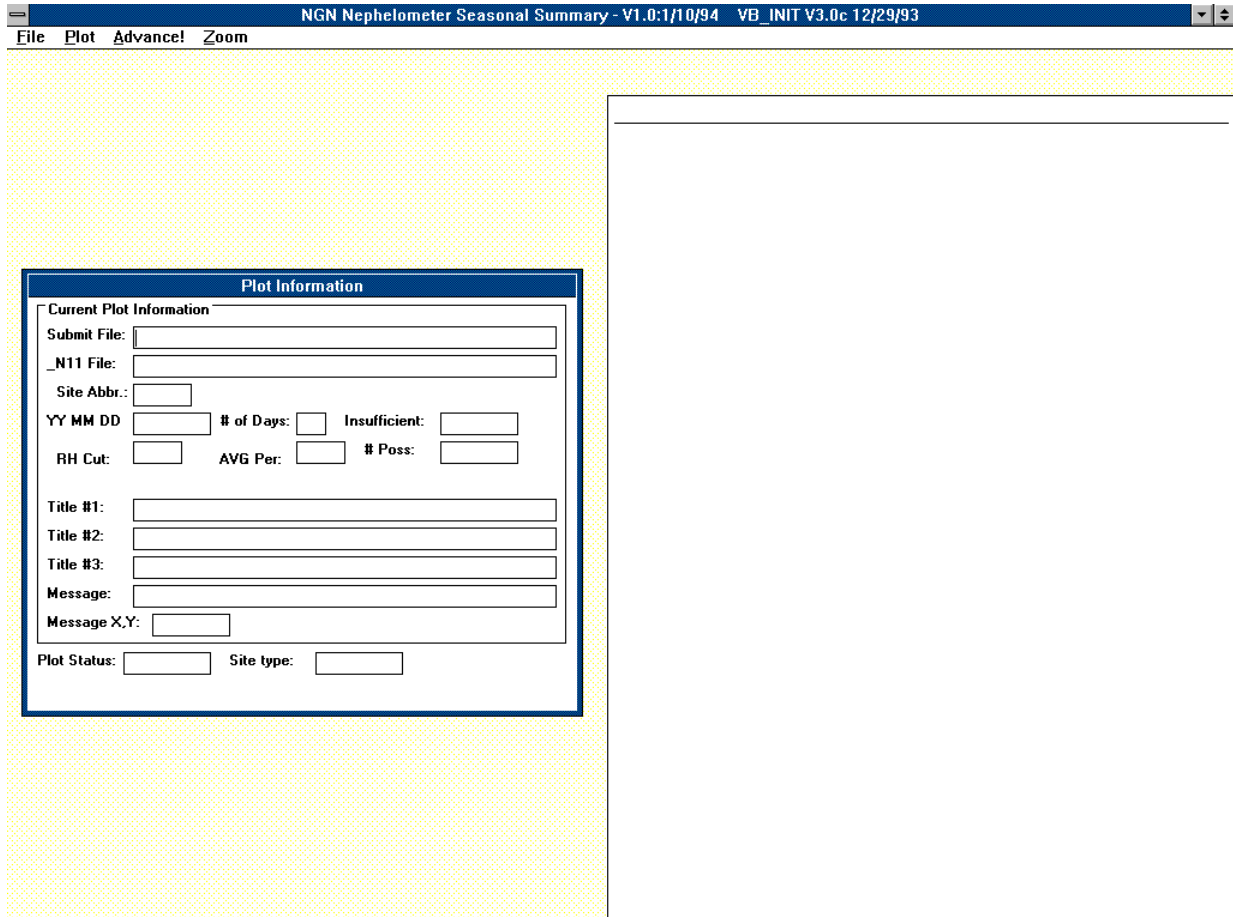 NGN Nephelometer Seasonal Summary - V1.0:1/10/94 VB_INIT V3.0c 12/29/93
File Plot Advance! Zoom
Plot Information
Current Plot Information
Submit File:
_N11 File:
Site Abbr.:
YY MM DD # of Days: Insufficient:
RH Cut: AVG Per: # Poss:
Title #1:
Title #2:
Title #3:
Message:
Message X,Y:
Plot Status: Site type: